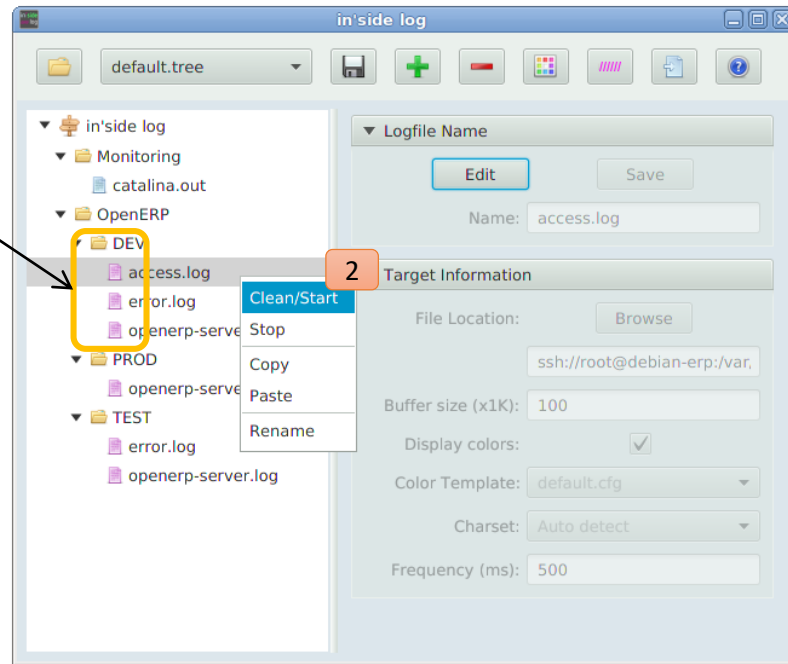 in'side log
default.tree
in'side log
Monitoring
catalina.out
OpenERP
DEV
access.log
error.log
openerp-serve
PROD
openerp-serve
TEST
error.log
openerp-server.log
2
Clean/Start
Stop
Copy
Paste
Rename
Logfile Name
Edit
Save
Name: access.log
Target Information
File Location: Browse
ssh://root@debian-erp:/var,
Buffer size (x1K): 100
Display colors:
Color Template: default.cfg
Charset: Auto detect
Frequency (ms): 500